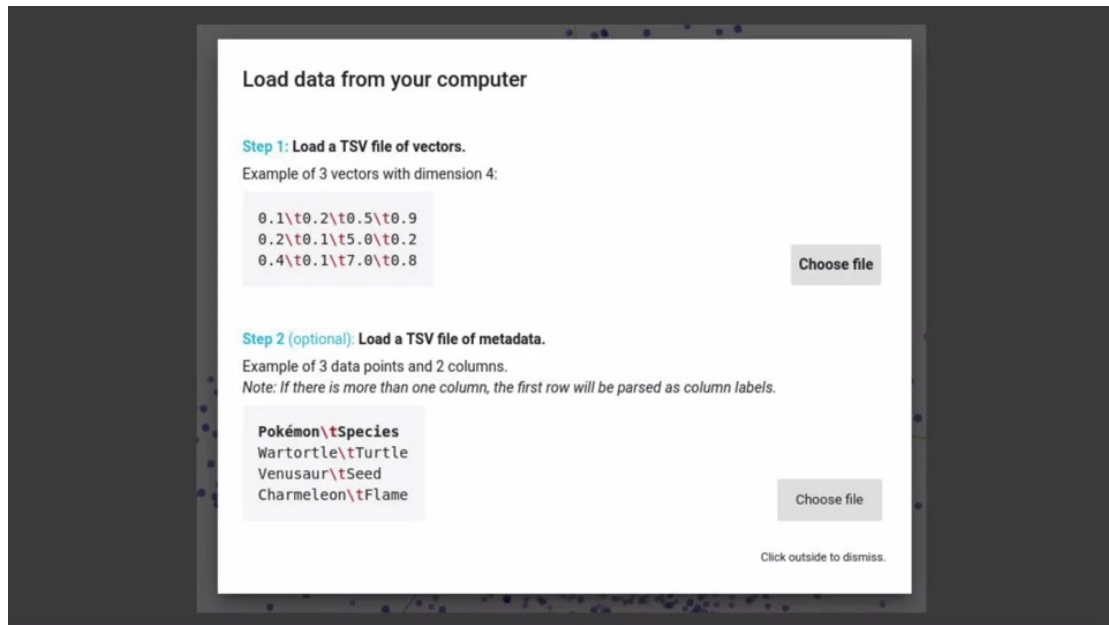 Load data from your computer
Step 1: Load a TSV file of vectors.
Example of 3 vectors with dimension 4:
0.1\t0.2\t0.5\t0.9
0.2\t0.1\t5.0\t0.2
0.4\t0.1\t7.0\t0.8
Choose file
Step 2 (optional): Load a TSV file of metadata.
Example of 3 data points and 2 columns.
Note: If there is more than one column, the first row will be parsed as column labels.
Pokémon\tSpecies
Wartortle\tTurtle
Venusaur\tSeed
Charmeleon\tFlame
Choose file
Click outside to dismiss.